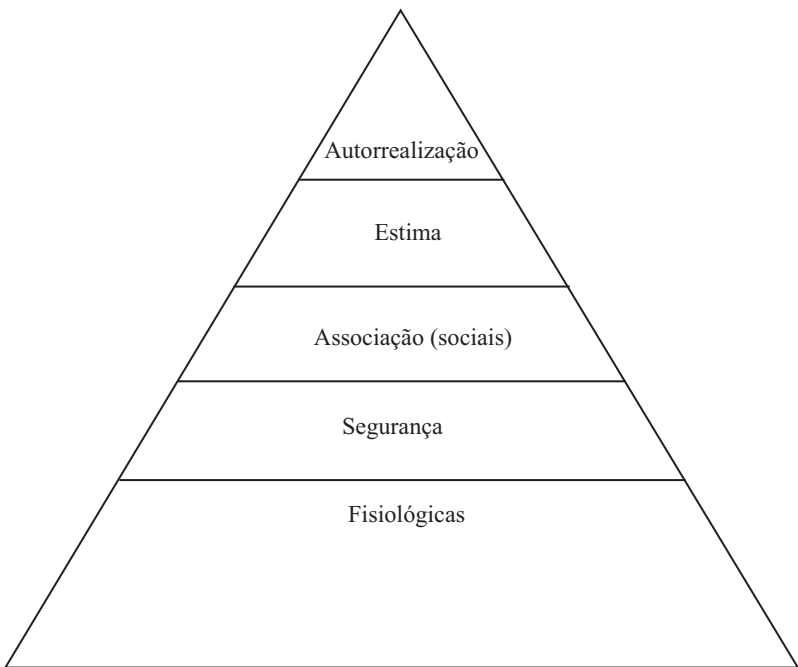 Autorrealização
Estima
Associação (sociais)
Segurança
Fisiológicas